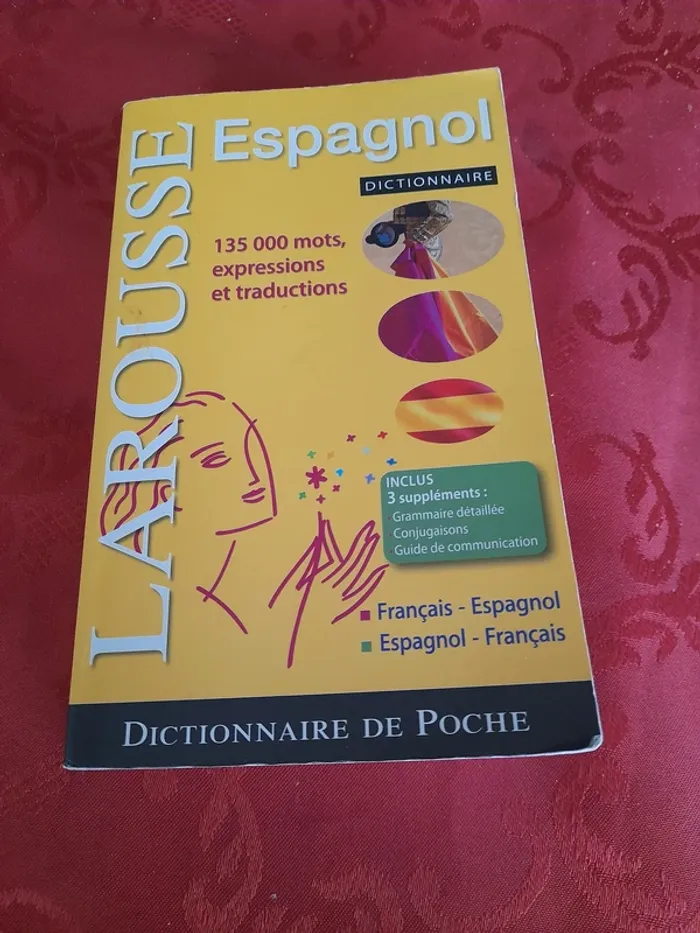 LAROUSSE
Espagnol
DICTIONNAIRE
135 000 mots,
expressions
et traductions
INCLUS
3 suppléments :
· Grammaire détaillée
· Conjugaisons
· Guide de communication
Français - Espagnol
Espagnol - Français
DICTIONNAIRE DE POCHE